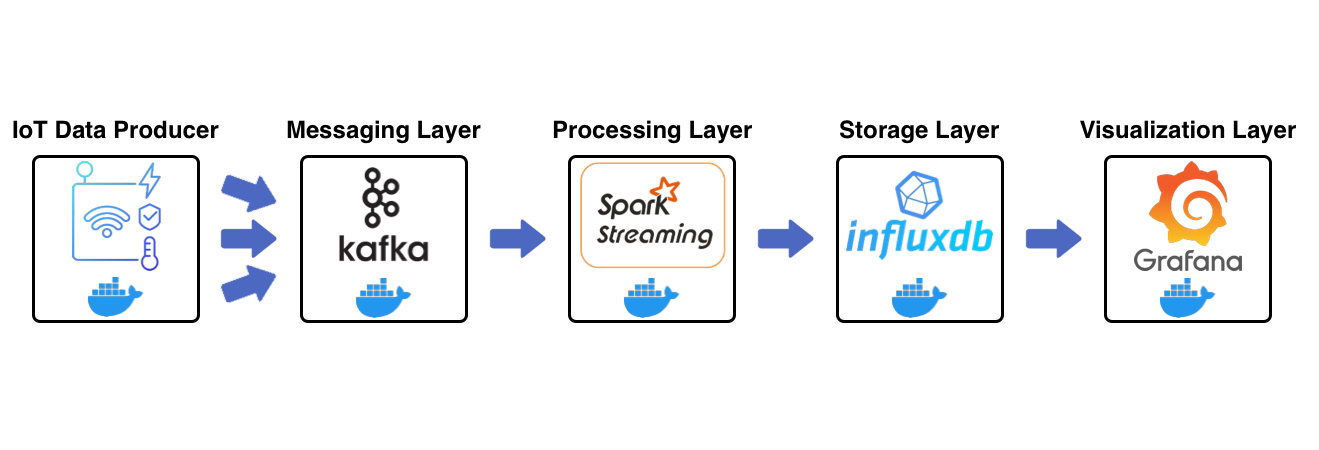 IoT Data Producer
Messaging Layer
Processing Layer
Storage Layer
Visualization Layer
kafka
Spark
Streaming
influxdb
Grafana